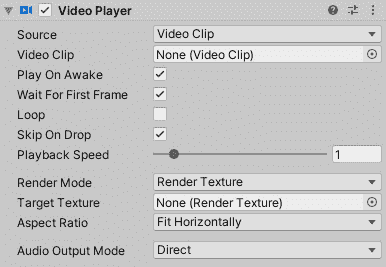 Video Player
Source Video Clip
Video Clip None (Video Clip)
Play On Awake
Wait For First Frame
Loop
Skip On Drop
Playback Speed 1
Render Mode Render Texture
Target Texture None (Render Texture)
Aspect Ratio Fit Horizontally
Audio Output Mode Direct